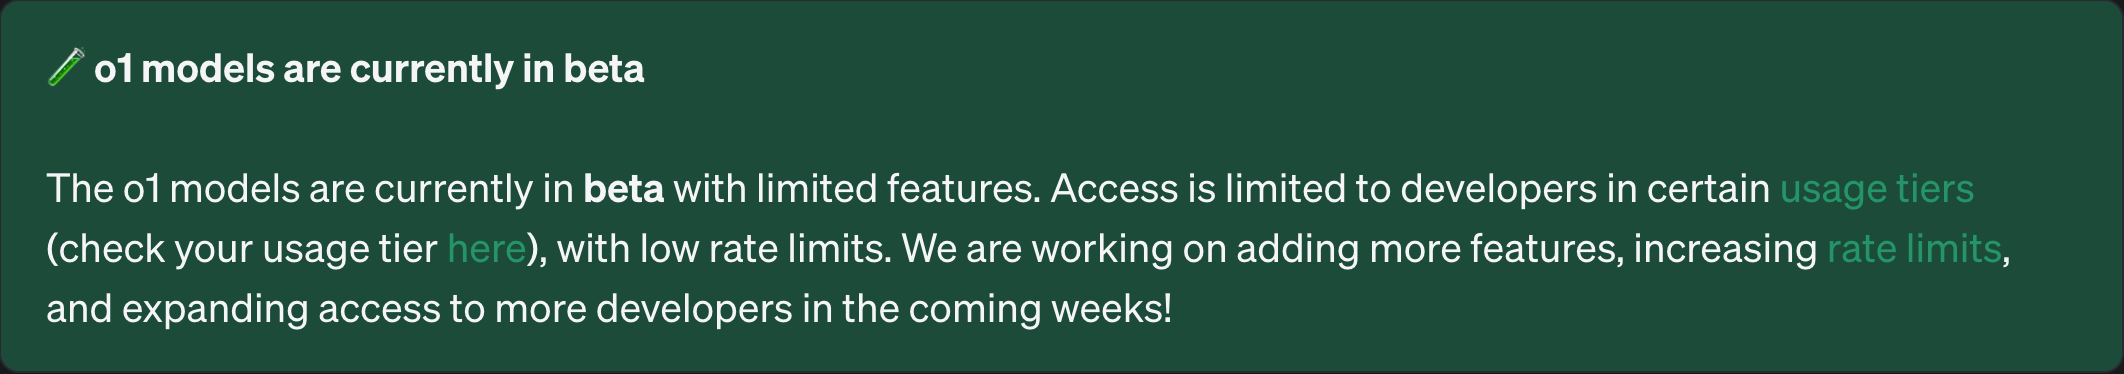 🧪 o1 models are currently in beta
The o1 models are currently in beta with limited features. Access is limited to developers in certain usage tiers
(check your usage tier here), with low rate limits. We are working on adding more features, increasing rate limits,
and expanding access to more developers in the coming weeks!